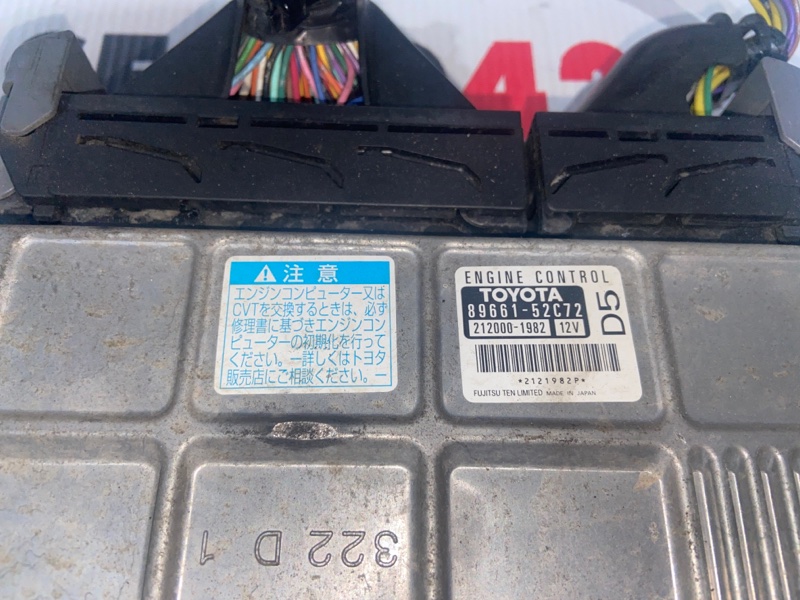 ⚠注意
エンジンコンピューター又は
CVTを交換するときは、必ず
修理書に基づきエンジンコン
ピューターの初期化を行って
ください。ー詳しくはトヨタ
販売店にご相談ください。ー
ENGINE CONTROL
TOYOTA
89661-52C72
212000-1982 12V
D5
*2121982P*
FUJITSU TEN LIMITED MADE IN JAPAN
322 D 1